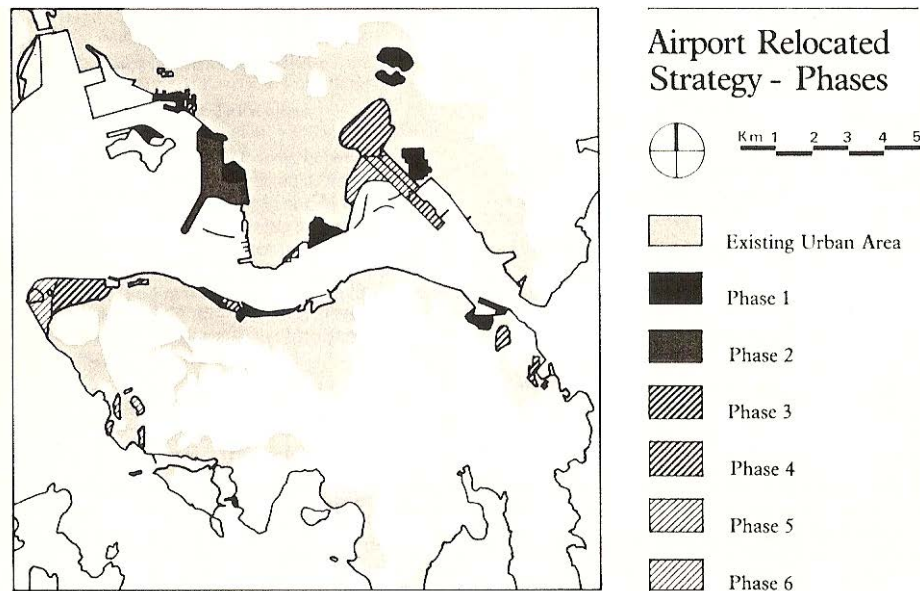 Airport Relocated
Strategy - Phases
Km 1 2 3 4 5
Existing Urban Area
Phase 1
Phase 2
Phase 3
Phase 4
Phase 5
Phase 6